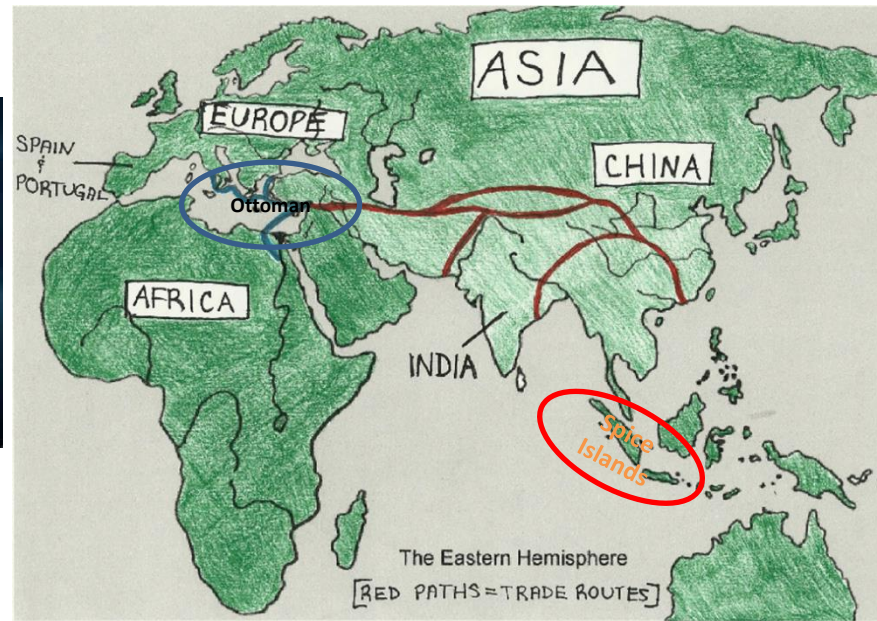 ASIA
EUROPE
SPAIN
&
PORTUGAL
CHINA
Ottoman
AFRICA
INDIA
Spice
Islands
The Eastern Hemisphere
[RED PATHS=TRADE ROUTES]